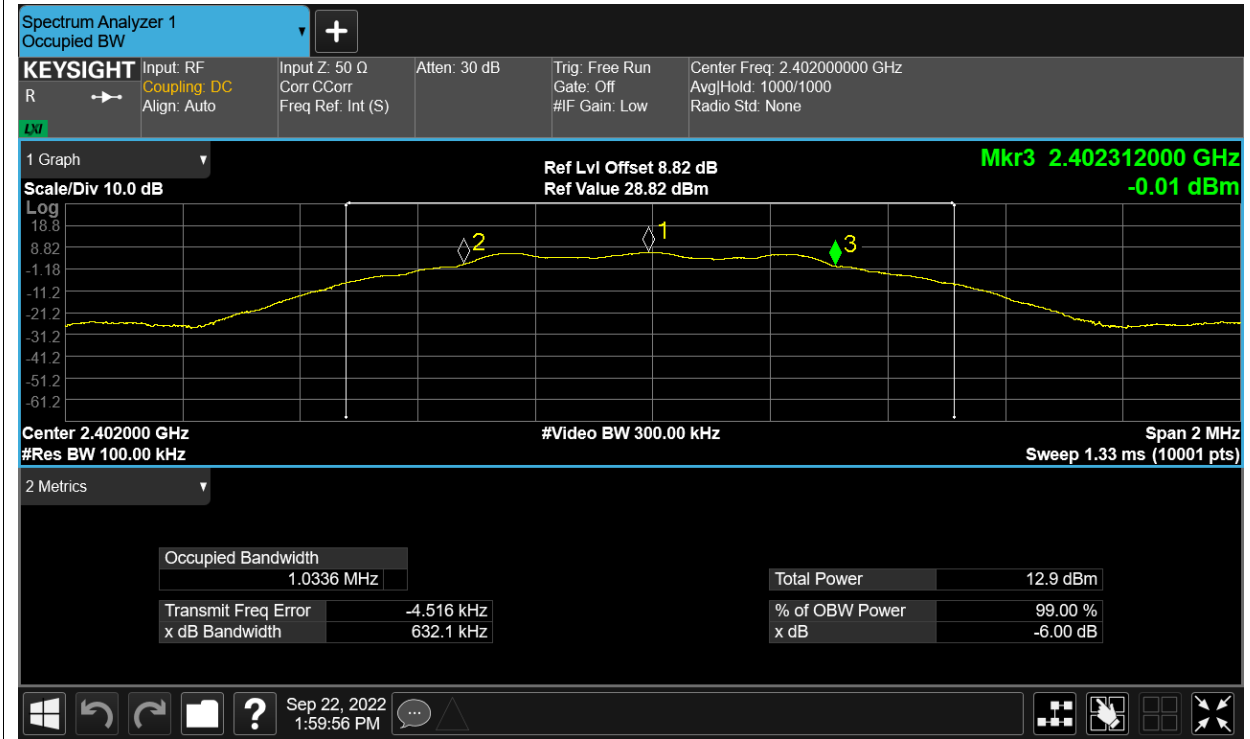 Spectrum Analyzer 1
Occupied BW
KEYSIGHT
R
LXI
Input: RF
Coupling: DC
Align: Auto
Input Z: 50 Ω
Corr CCorr
Freq Ref: Int (S)
Atten: 30 dB
Trig: Free Run
Gate: Off
#IF Gain: Low
Center Freq: 2.402000000 GHz
Avg|Hold: 1000/1000
Radio Std: None
1 Graph
Scale/Div 10.0 dB
Ref Lvl Offset 8.82 dB
Ref Value 28.82 dBm
Mkr3 2.402312000 GHz
-0.01 dBm
Log
18.8
8.82
-1.18
-11.2
-21.2
-31.2
-41.2
-51.2
-61.2
2
1
3
Center 2.402000 GHz
#Res BW 100.00 kHz
#Video BW 300.00 kHz
Span 2 MHz
Sweep 1.33 ms (10001 pts)
2 Metrics
Occupied Bandwidth
1.0336 MHz
Transmit Freq Error -4.516 kHz
x dB Bandwidth 632.1 kHz
Total Power 12.9 dBm
% of OBW Power 99.00 %
x dB -6.00 dB
?
Sep 22, 2022
1:59:56 PM